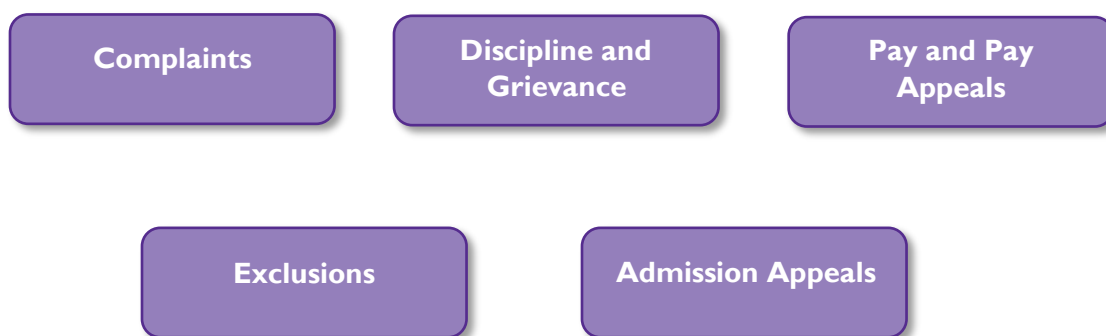 Complaints
Discipline and
Grievance
Pay and Pay
Appeals
Exclusions
Admission Appeals